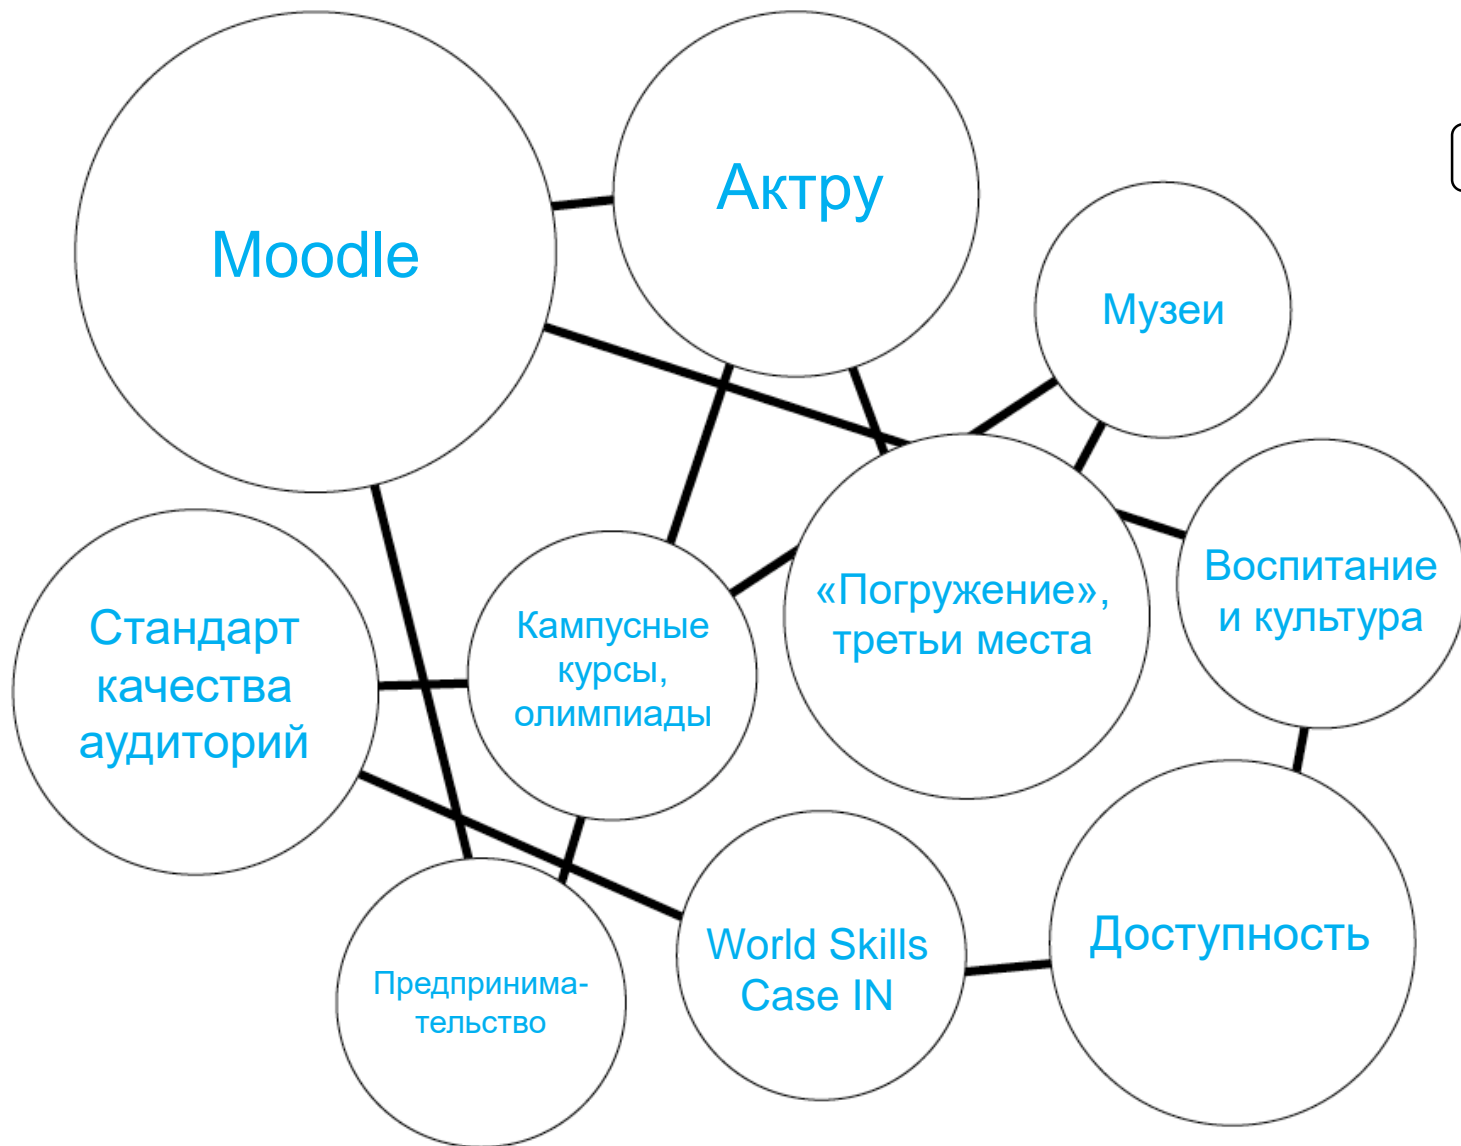 Moodle
Актру
Музеи
Воспитание
и культура
«Погружение»,
третьи места
Стандарт
качества
аудиторий
Кампусные
курсы,
олимпиады
Предпринима-
тельство
World Skills
Case IN
Доступность